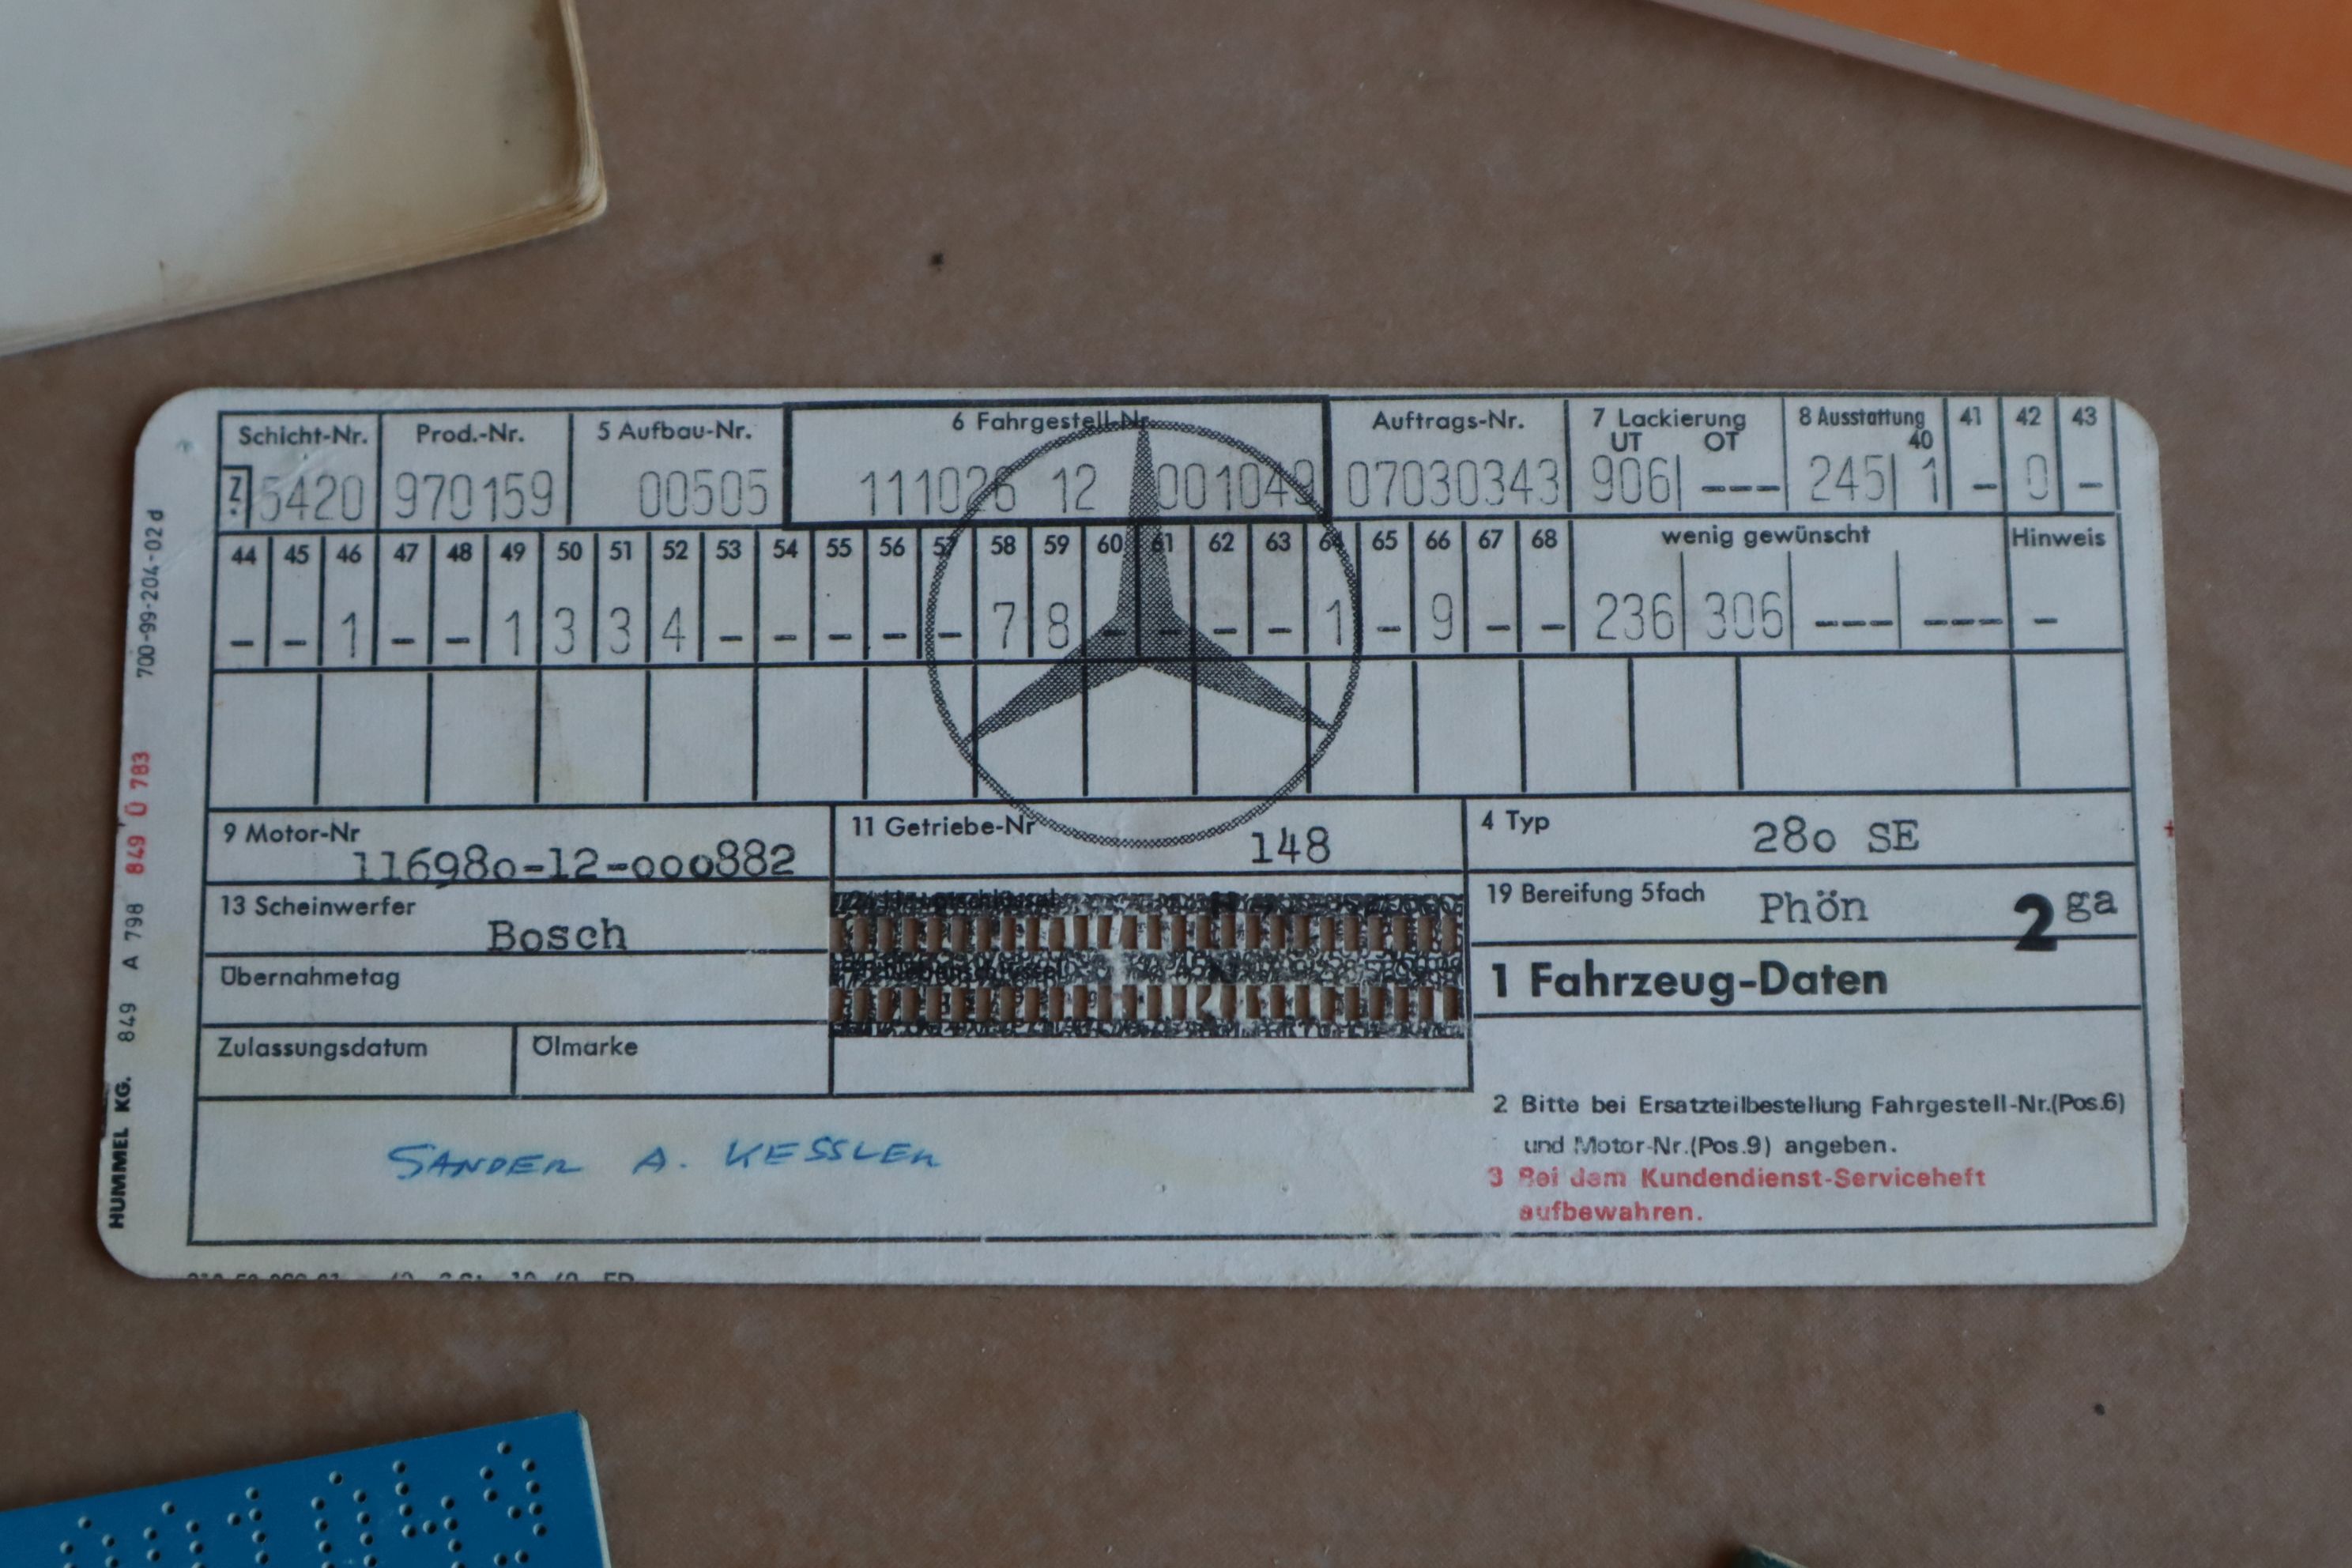 Schicht-Nr. Prod.-Nr. 5 Aufbau-Nr. 6 Fahrgestell-Nr. Auftrags-Nr. 7 Lackierung 8 Ausstattung 41 42 43
UT OT 40
Z. 5420 970159 00505 111026 12 001049 07030343 906 --- 245 1 - 0 -
44 45 46 47 48 49 50 51 52 53 54 55 56 57 58 59 60 61 62 63 64 65 66 67 68 wenig gewünscht Hinweis
- - 1 - - 1 3 3 4 - - - - - 7 8 - - - - 1 - 9 - - 236 306 --- --- -
9 Motor-Nr 11 Getriebe-Nr 4 Typ
116980-12-000882 148 280 SE
13 Scheinwerfer 19 Bereifung 5fach
Bosch Phön 2 ga
Übernahmetag 1 Fahrzeug-Daten
Zulassungsdatum Ölmarke
2 Bitte bei Ersatzteilbestellung Fahrgestell-Nr.(Pos.6)
und Motor-Nr.(Pos.9) angeben.
3 Bei dem Kundendienst-Serviceheft
aufbewahren.
SANDER A. KESSLER
HUMMEL KG. 849 A 798 849 Ü 783 700-99-204-02 d